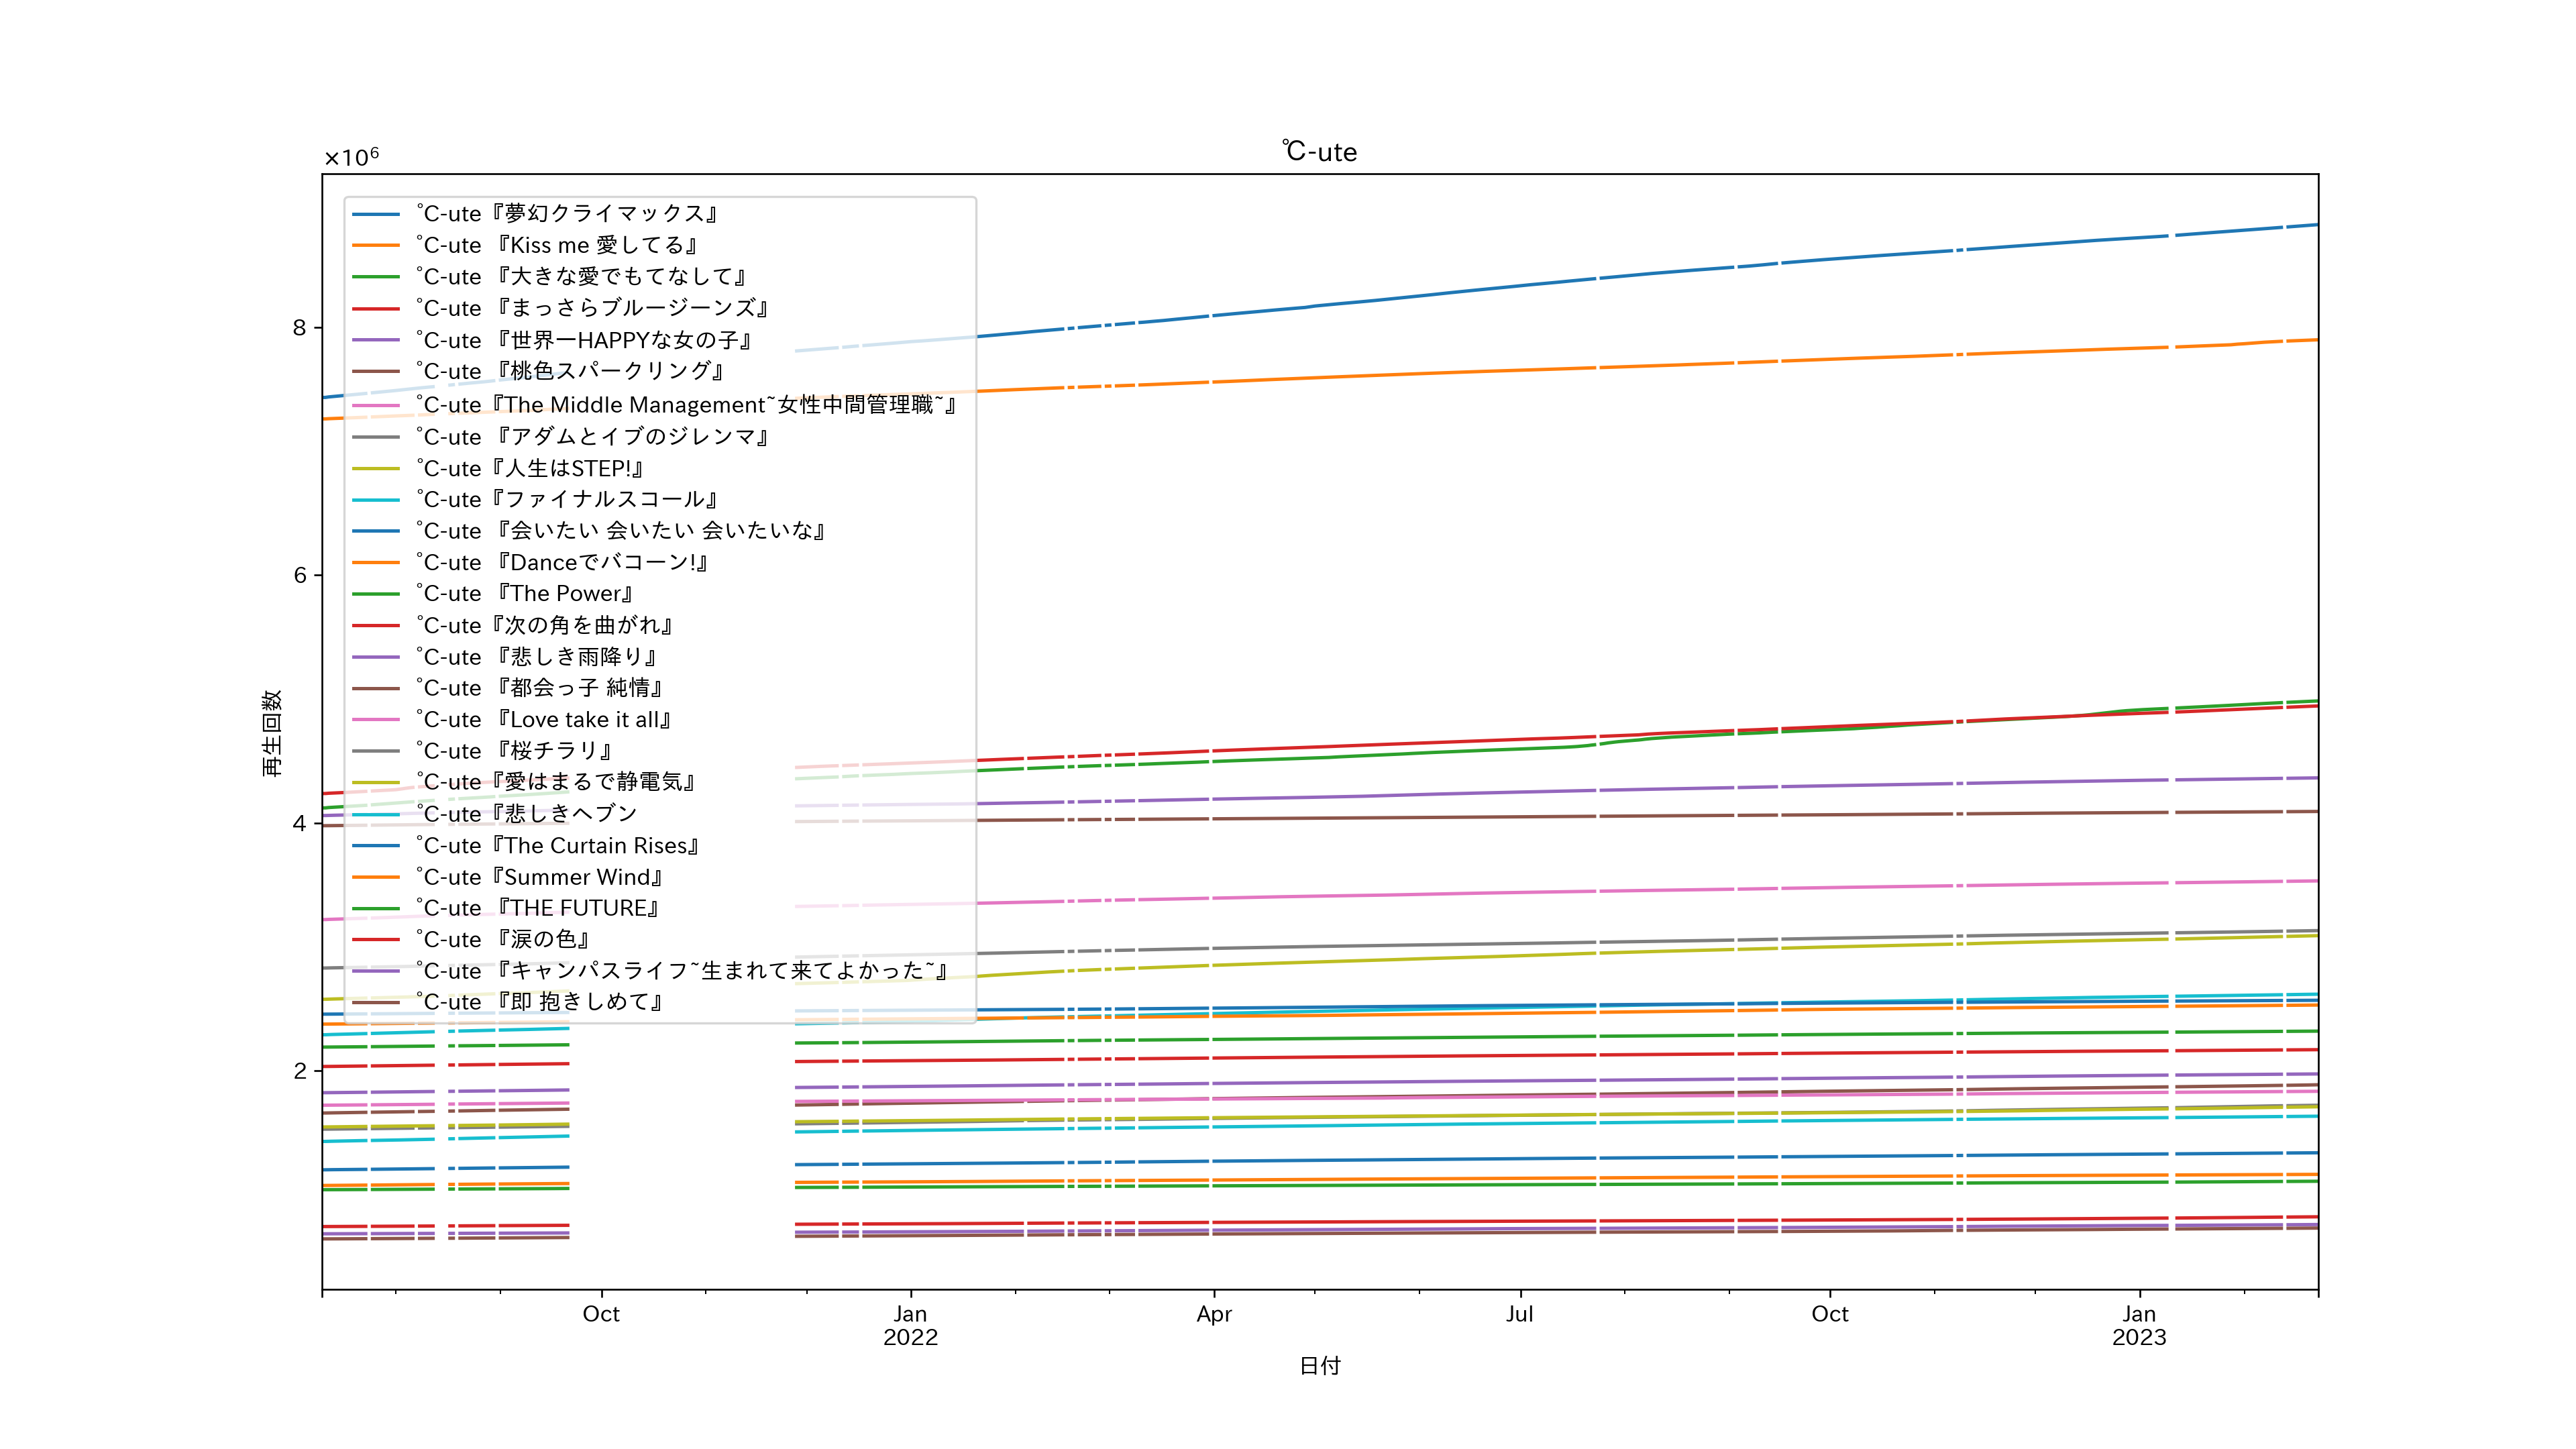 ℃-ute
×10⁶
℃-ute『夢幻クライマックス』
℃-ute 『Kiss me 愛してる』
℃-ute 『大きな愛でもてなして』
℃-ute 『まっさらブルージーンズ』
℃-ute 『世界一HAPPYな女の子』
℃-ute 『桃色スパークリング』
℃-ute『The Middle Management~女性中間管理職~』
℃-ute 『アダムとイブのジレンマ』
℃-ute『人生はSTEP!』
℃-ute『ファイナルスコール』
℃-ute 『会いたい 会いたい 会いたいな』
℃-ute 『Danceでバコーン!』
℃-ute 『The Power』
℃-ute『次の角を曲がれ』
℃-ute 『悲しき雨降り』
℃-ute 『都会っ子 純情』
℃-ute 『Love take it all』
℃-ute 『桜チラリ』
℃-ute『愛はまるで静電気』
℃-ute『悲しきヘブン
℃-ute『The Curtain Rises』
℃-ute『Summer Wind』
℃-ute 『THE FUTURE』
℃-ute 『涙の色』
℃-ute 『キャンパスライフ~生まれて来てよかった~』
℃-ute 『即 抱きしめて』
8
6
4
2
再生回数
Oct
Jan
2022
Apr
Jul
Oct
Jan
2023
日付